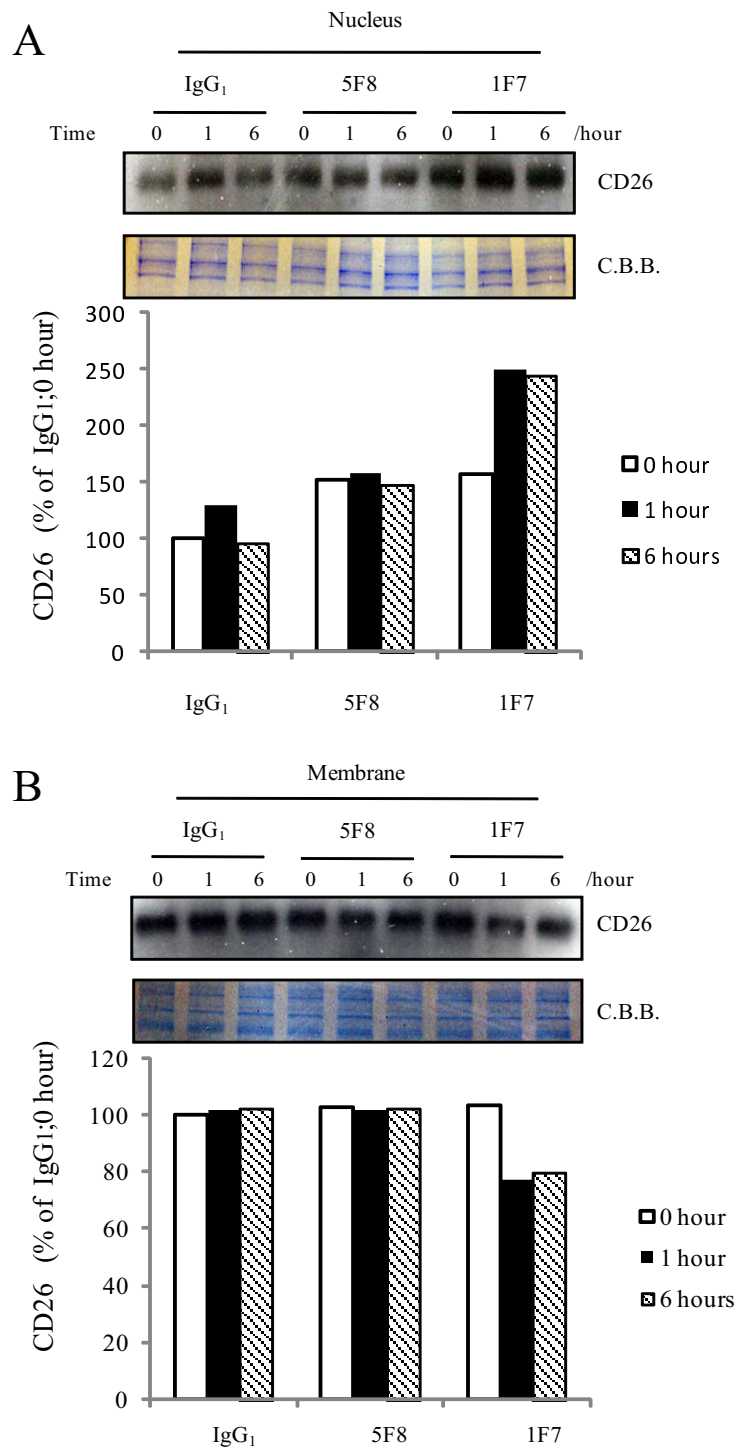 A
Nucleus
IgG₁ 5F8 1F7
Time 0 1 6 0 1 6 0 1 6 /hour
CD26
C.B.B.
CD26 (% of IgG1;0 hour)
300
250
200
150
100
50
0
0 hour
1 hour
6 hours
IgG₁ 5F8 1F7
B
Membrane
IgG₁ 5F8 1F7
Time 0 1 6 0 1 6 0 1 6 /hour
CD26
C.B.B.
CD26 (% of IgG1;0 hour)
120
100
80
60
40
20
0
0 hour
1 hour
6 hours
IgG₁ 5F8 1F7